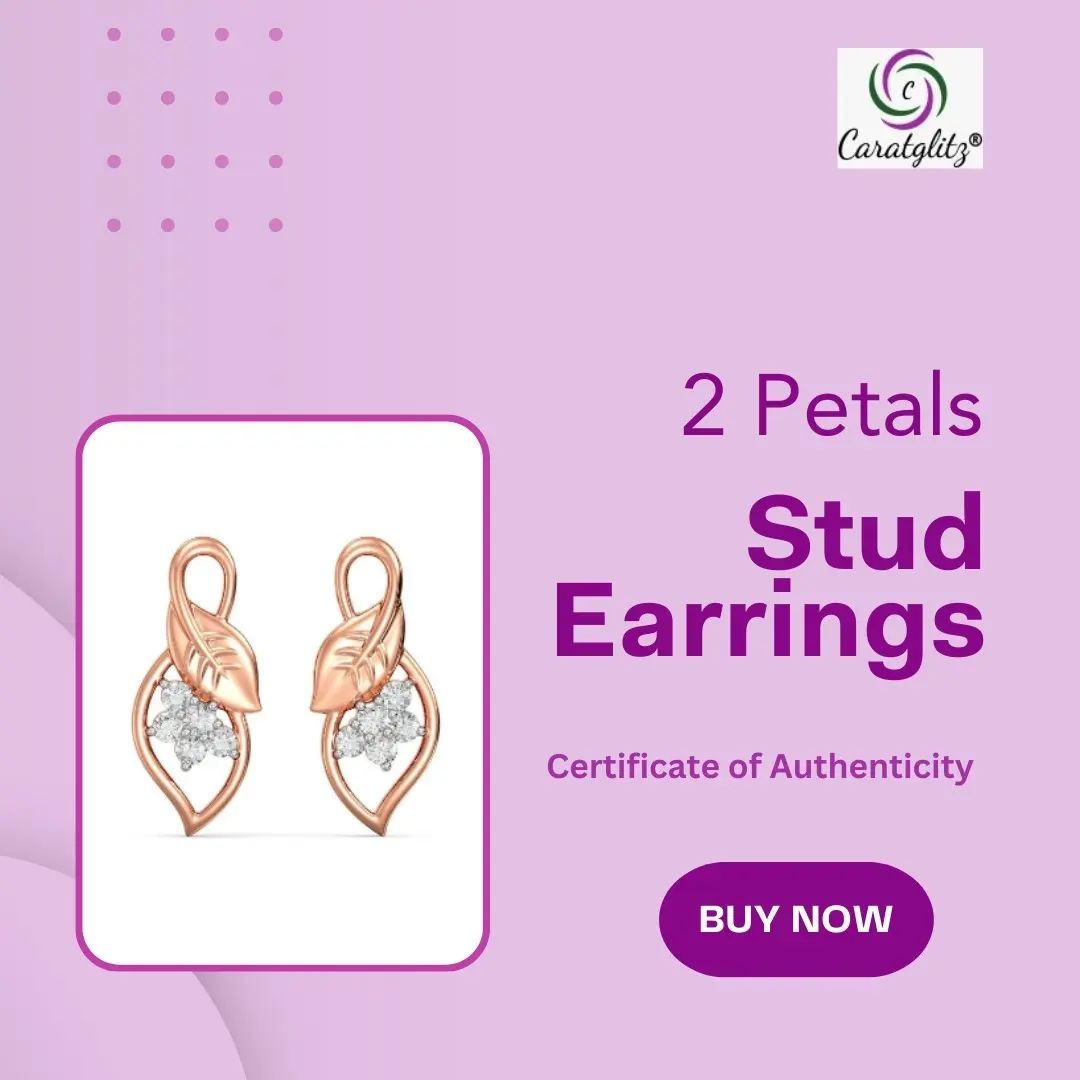 C
Caratglitz®
2 Petals
Stud
Earrings
Certificate of Authenticity
BUY NOW